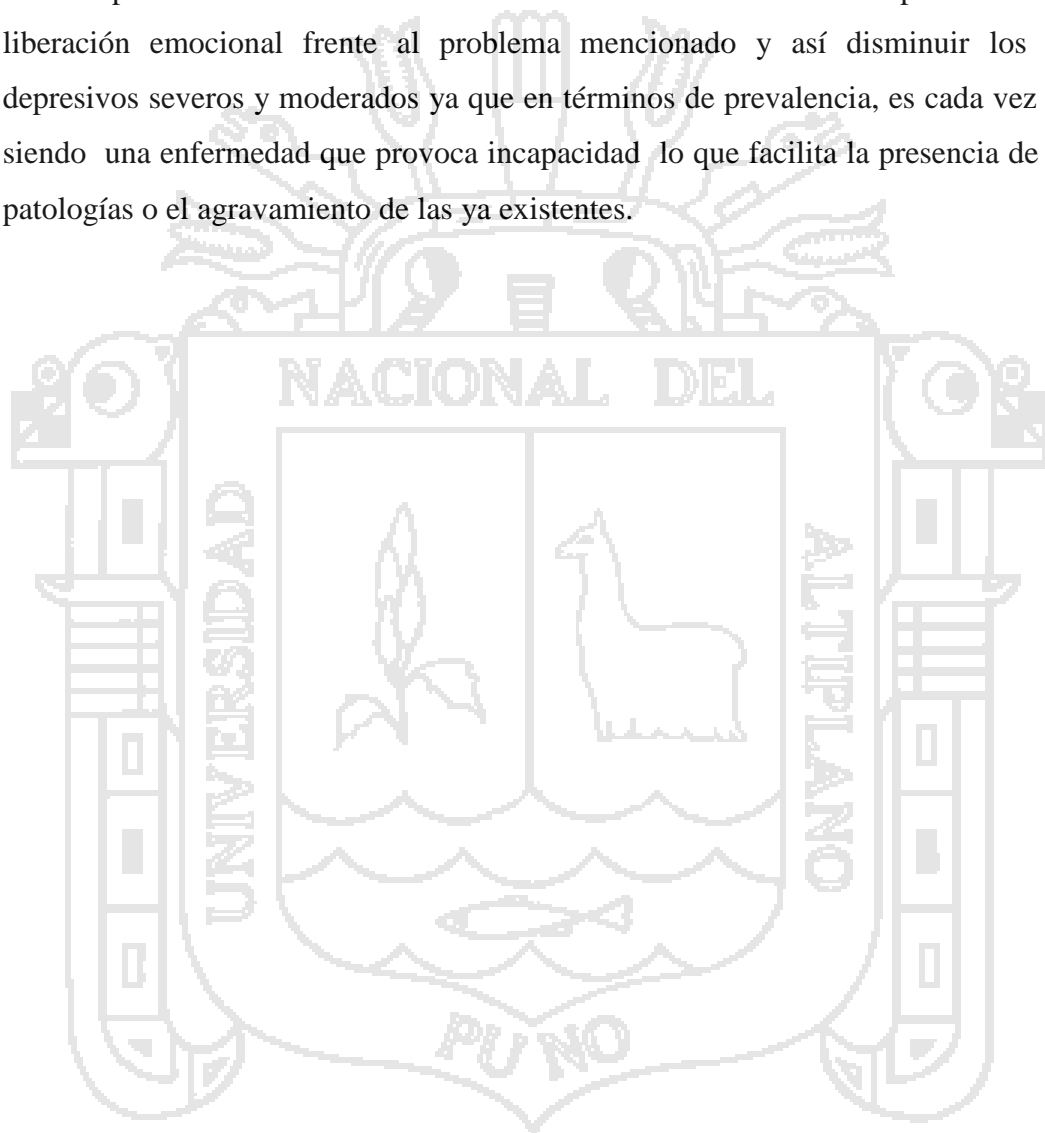 liberación emocional frente al problema mencionado y así disminuir los
depresivos severos y moderados ya que en términos de prevalencia, es cada vez
siendo una enfermedad que provoca incapacidad lo que facilita la presencia de
patologías o el agravamiento de las ya existentes.
NACIONAL DEL
UNIVERSIDAD
ALTIPLANO
PUNO